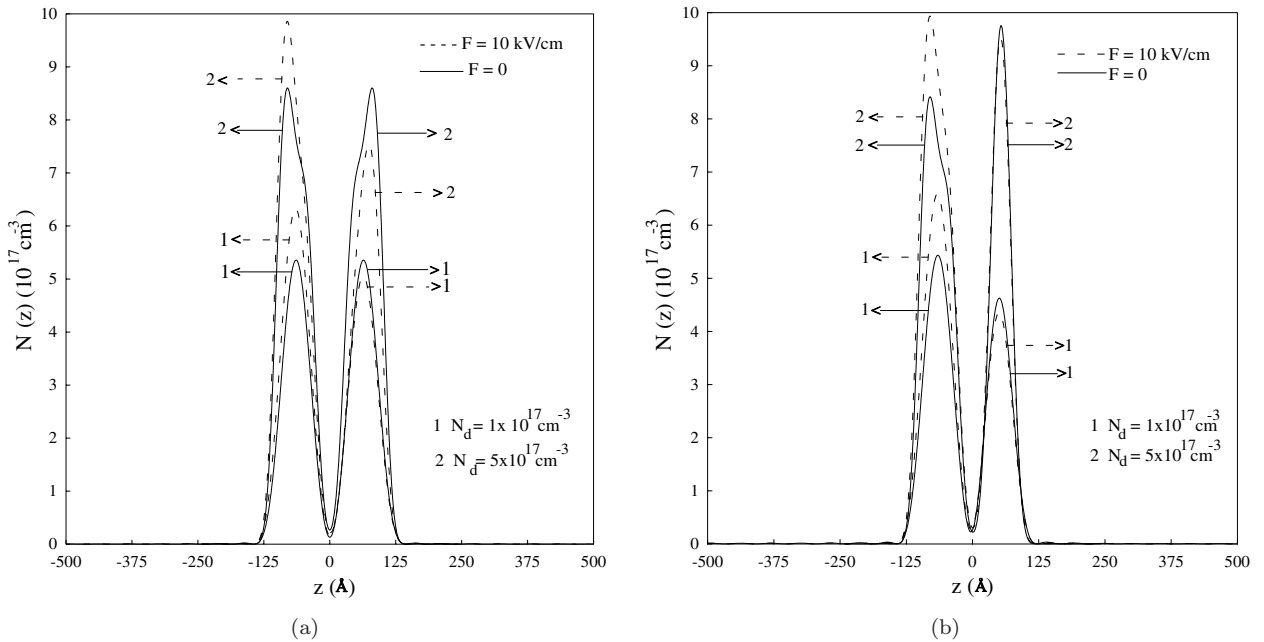 10
9
8
7
6
5
4
3
2
1
0
N (z) (10^17 cm^-3)
F = 10 kV/cm
F = 0
2
2
2
2
1
1
1
1
1 N_d = 1x 10^17 cm^-3
2 N_d = 5x10^17 cm^-3
-500 -375 -250 -125 0 125 250 375 500
z (Å)
(a)
10
9
8
7
6
5
4
3
2
1
0
N (z) (10^17 cm^-3)
F = 10 kV/cm
F = 0
2
2
2
2
1
1
1
1
1 N_d = 1x10^17 cm^-3
2 N_d = 5x10^17 cm^-3
-500 -375 -250 -125 0 125 250 375 500
z (Å)
(b)